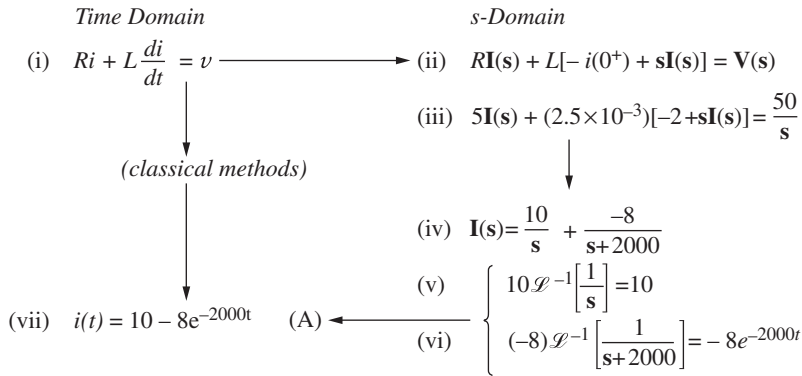 Time Domain s-Domain
(i) Ri + L di/dt = v (ii) RI(s) + L[– i(0⁺) + sI(s)] = V(s)
(iii) 5I(s) + (2.5×10⁻³)[–2+sI(s)] = 50/s
(classical methods)
(iv) I(s) = 10/s + –8/(s+2000)
(v) 10ℒ⁻¹[1/s] =10
(vii) i(t) = 10 – 8e⁻²⁰⁰⁰ᵗ (A)
(vi) (–8)ℒ⁻¹[1/(s+2000)] = – 8e⁻²⁰⁰⁰ᵗ